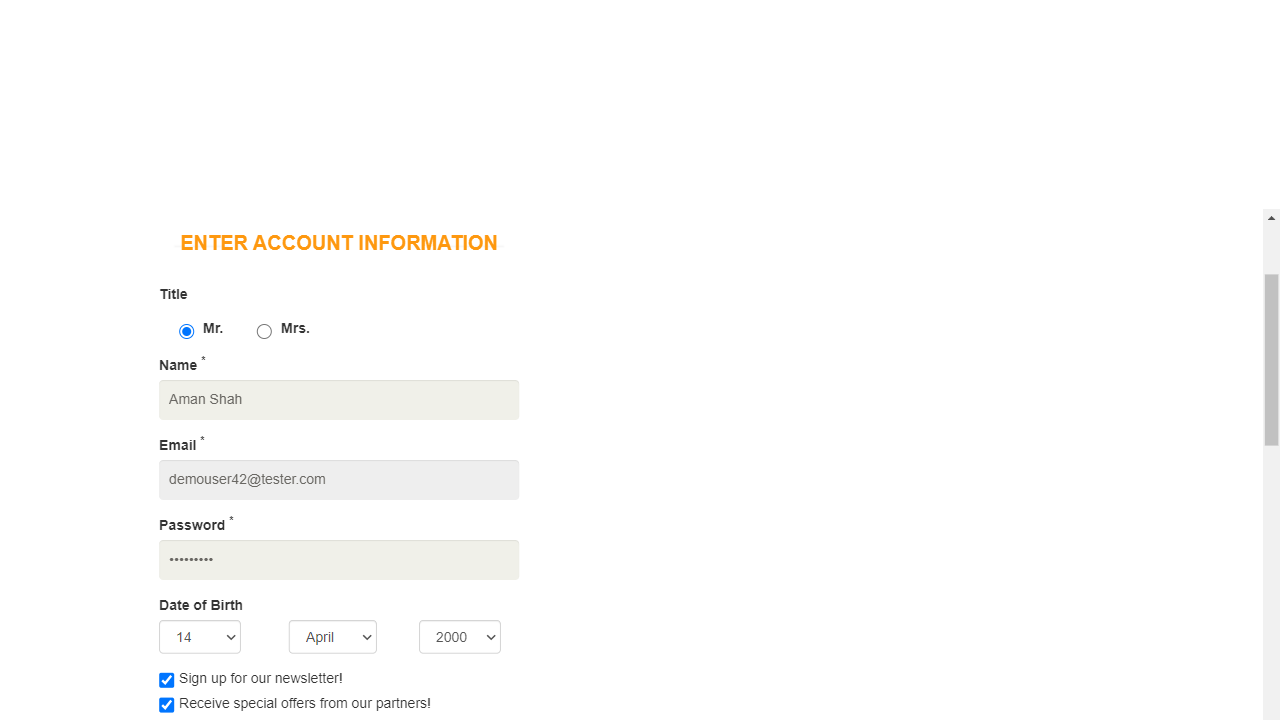 ENTER ACCOUNT INFORMATION
Title
Mr. Mrs.
Name *
Aman Shah
Email *
demouser42@tester.com
Password *
•••••••••
Date of Birth
14 April 2000
Sign up for our newsletter!
Receive special offers from our partners!